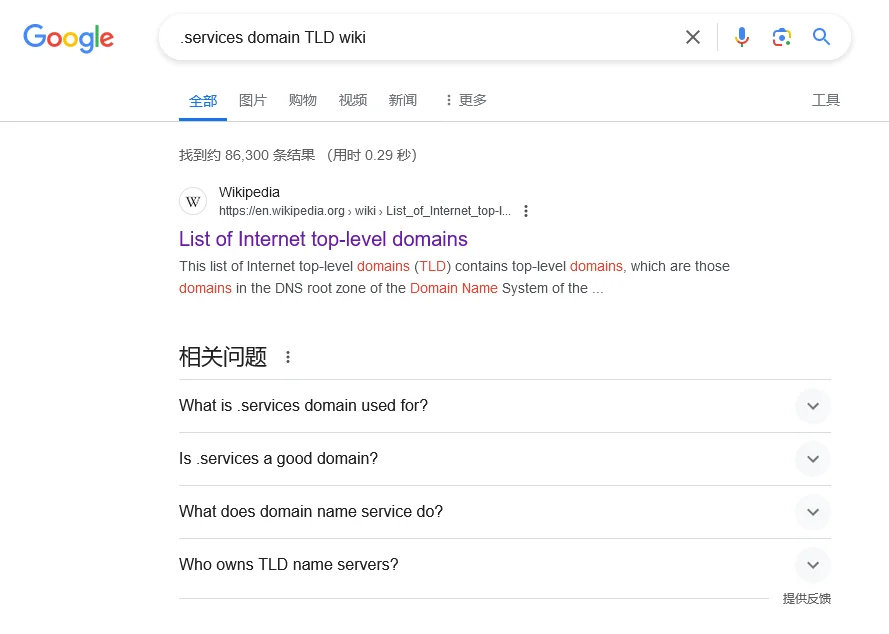 Google
.services domain TLD wiki
全部 图片 购物 视频 新闻 更多 工具
找到约 86,300 条结果 （用时 0.29 秒）
W
Wikipedia
https://en.wikipedia.org › wiki › List_of_Internet_top-l...
List of Internet top-level domains
This list of Internet top-level domains (TLD) contains top-level domains, which are those
domains in the DNS root zone of the Domain Name System of the ...
相关问题
What is .services domain used for?
Is .services a good domain?
What does domain name service do?
Who owns TLD name servers?
提供反馈